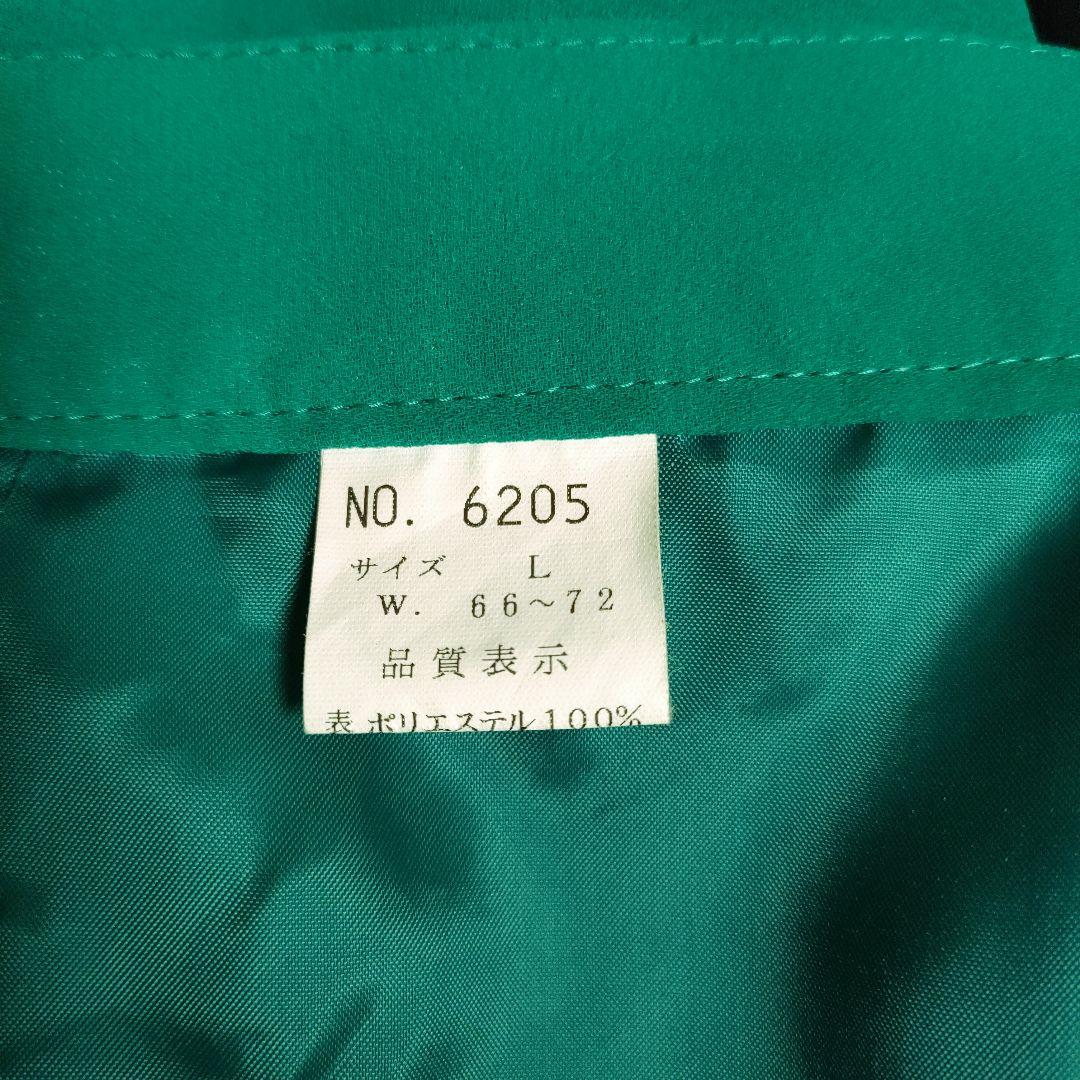 NO. 6205
サイズ L
W. 66～72
品質表示
表 ポリエステル100%